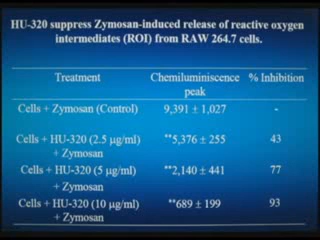 HU-320 suppress Zymosan-induced release of reactive oxygen
intermediates (ROI) from RAW 264.7 cells.
Treatment Chemiluminiscence % Inhibition
peak
Cells + Zymosan (Control) 9,391 ± 1,027 -
Cells + HU-320 (2.5 µg/ml) **5,376 ± 255 43
+ Zymosan
Cells + HU-320 (5 µg/ml) **2,140 ± 441 77
+ Zymosan
Cells + HU-320 (10 µg/ml) **689 ± 199 93
+ Zymosan